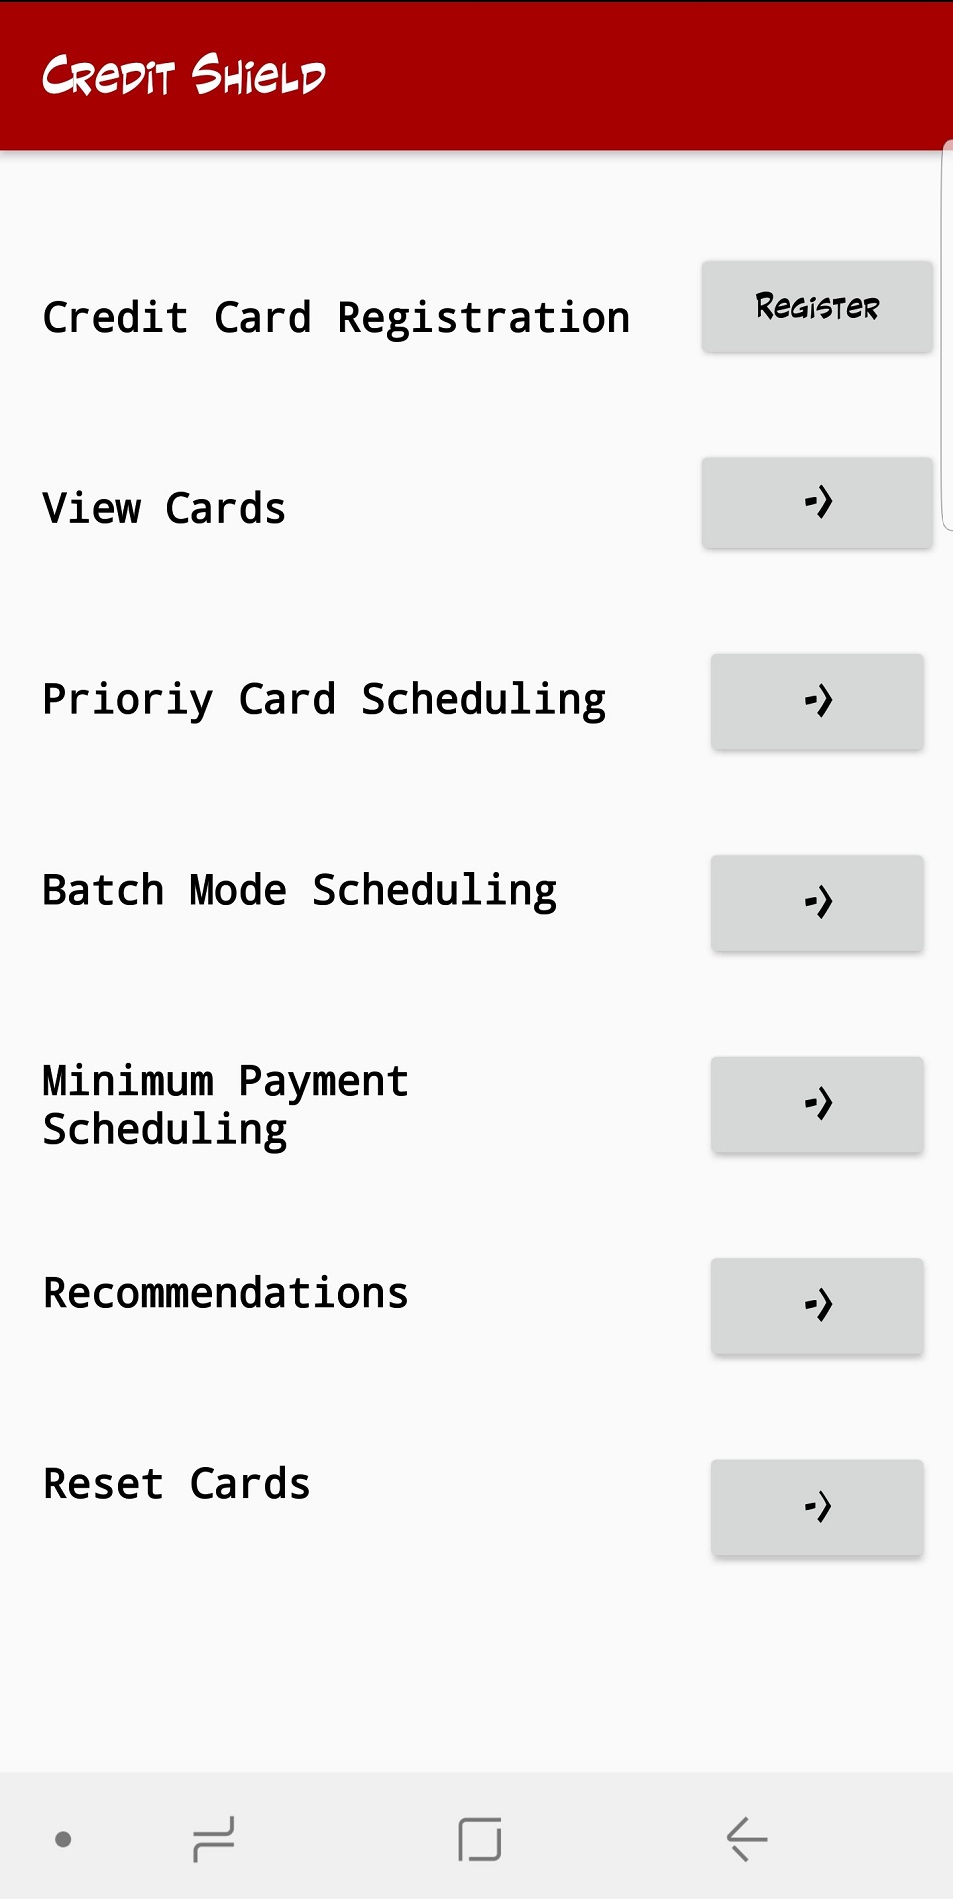 Credit Shield
Credit Card Registration
Register
View Cards
->
Prioriy Card Scheduling
->
Batch Mode Scheduling
->
Minimum Payment
Scheduling
->
Recommendations
->
Reset Cards
->